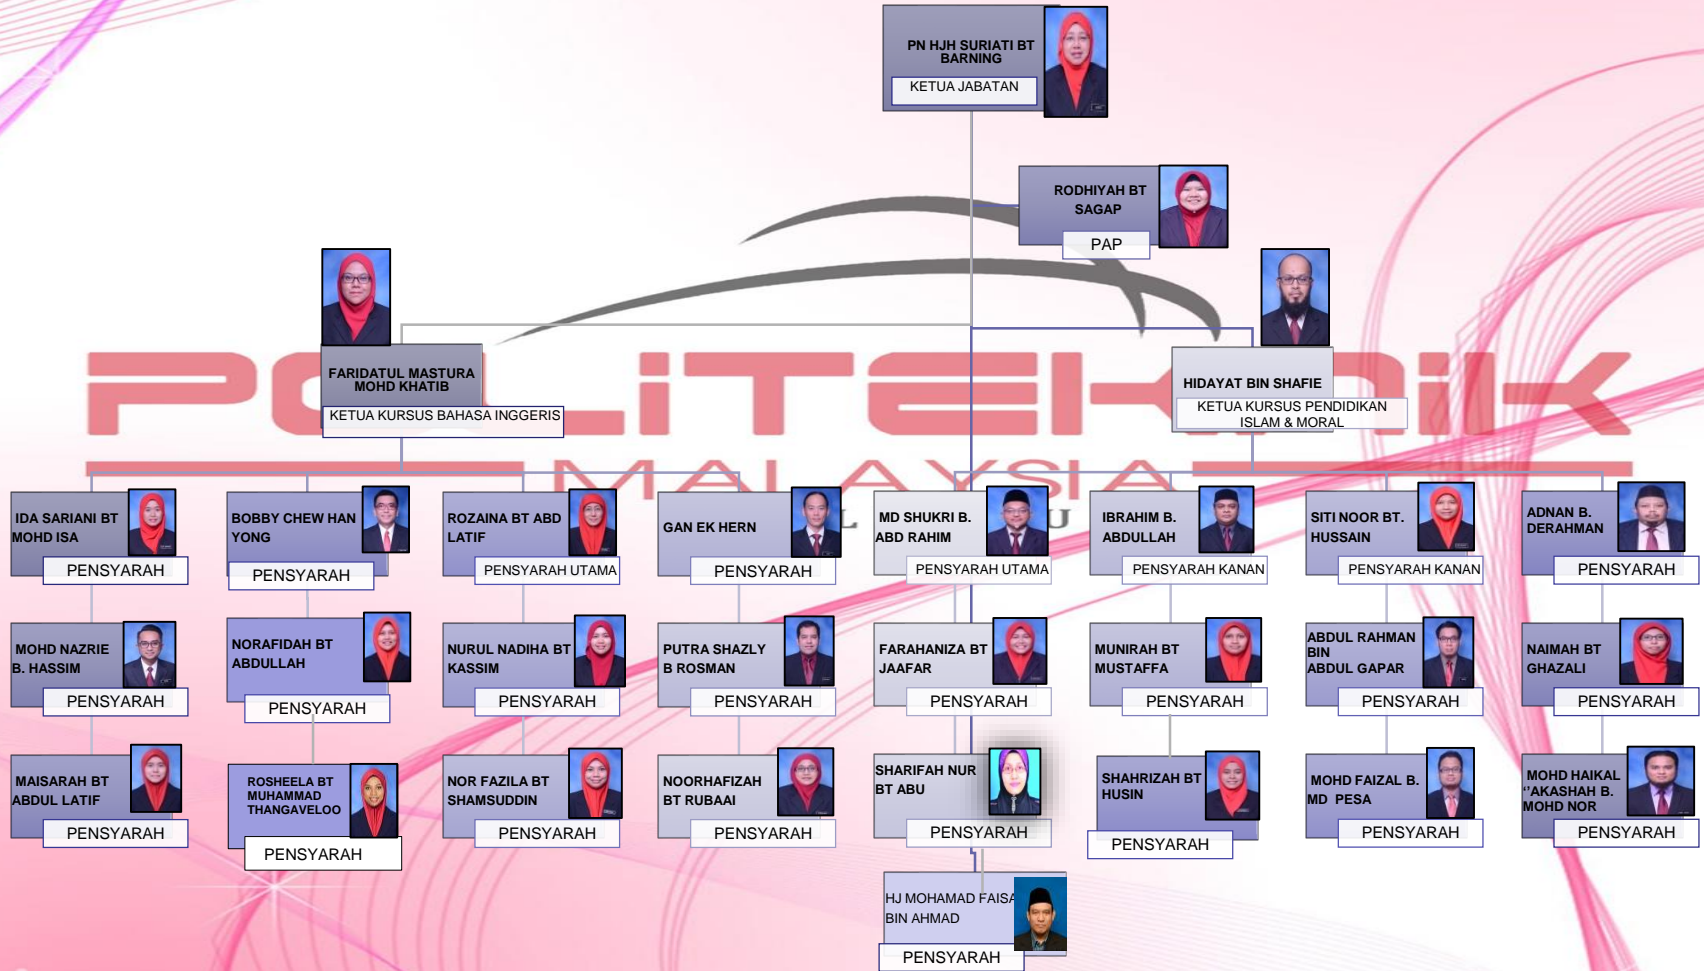 PN HJH SURIATI BT
BARNING
KETUA JABATAN
RODHIYAH BT
SAGAP
PAP
FARIDATUL MASTURA
MOHD KHATIB
KETUA KURSUS BAHASA INGGERIS
HIDAYAT BIN SHAFIE
KETUA KURSUS PENDIDIKAN
ISLAM & MORAL
POLITEKNIK
MALAYSIA
IDA SARIANI BT
MOHD ISA
PENSYARAH
BOBBY CHEW HAN
YONG
PENSYARAH
ROZAINA BT ABD
LATIF
PENSYARAH UTAMA
GAN EK HERN
PENSYARAH
MD SHUKRI B.
ABD RAHIM
PENSYARAH UTAMA
IBRAHIM B.
ABDULLAH
PENSYARAH KANAN
SITI NOOR BT.
HUSSAIN
PENSYARAH KANAN
ADNAN B.
DERAHMAN
PENSYARAH
MOHD NAZRIE
B. HASSIM
PENSYARAH
NORAFIDAH BT
ABDULLAH
PENSYARAH
NURUL NADIHA BT
KASSIM
PENSYARAH
PUTRA SHAZLY
B ROSMAN
PENSYARAH
FARAHANIZA BT
JAAFAR
PENSYARAH
MUNIRAH BT
MUSTAFFA
PENSYARAH
ABDUL RAHMAN
BIN
ABDUL GAPAR
PENSYARAH
NAIMAH BT
GHAZALI
PENSYARAH
MAISARAH BT
ABDUL LATIF
PENSYARAH
ROSHEELA BT
MUHAMMAD
THANGAVELOO
PENSYARAH
NOR FAZILA BT
SHAMSUDDIN
PENSYARAH
NOORHAFIZAH
BT RUBAAI
PENSYARAH
SHARIFAH NUR
BT ABU
PENSYARAH
SHAHRIZAH BT
HUSIN
PENSYARAH
MOHD FAIZAL B.
MD PESA
PENSYARAH
MOHD HAIKAL
‘'AKASHAH B.
MOHD NOR
PENSYARAH
HJ MOHAMAD FAISA
BIN AHMAD
PENSYARAH